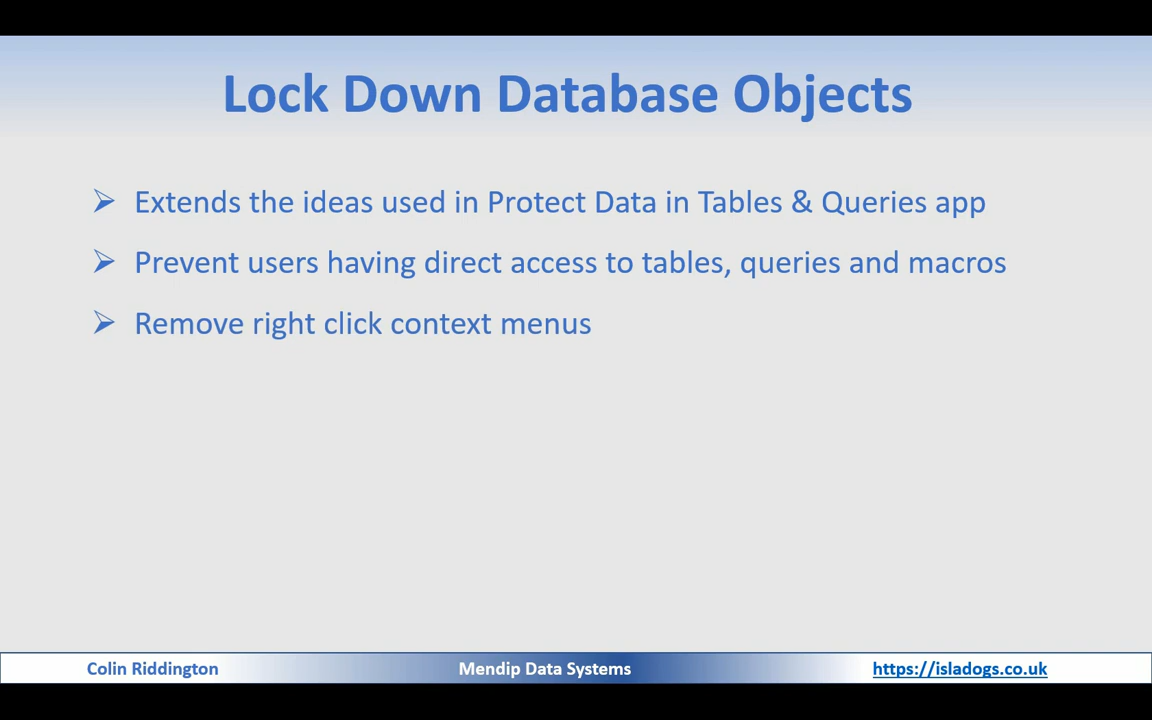 Lock Down Database Objects
Extends the ideas used in Protect Data in Tables & Queries app
Prevent users having direct access to tables, queries and macros
Remove right click context menus
Colin Riddington
Mendip Data Systems
https://isladogs.co.uk